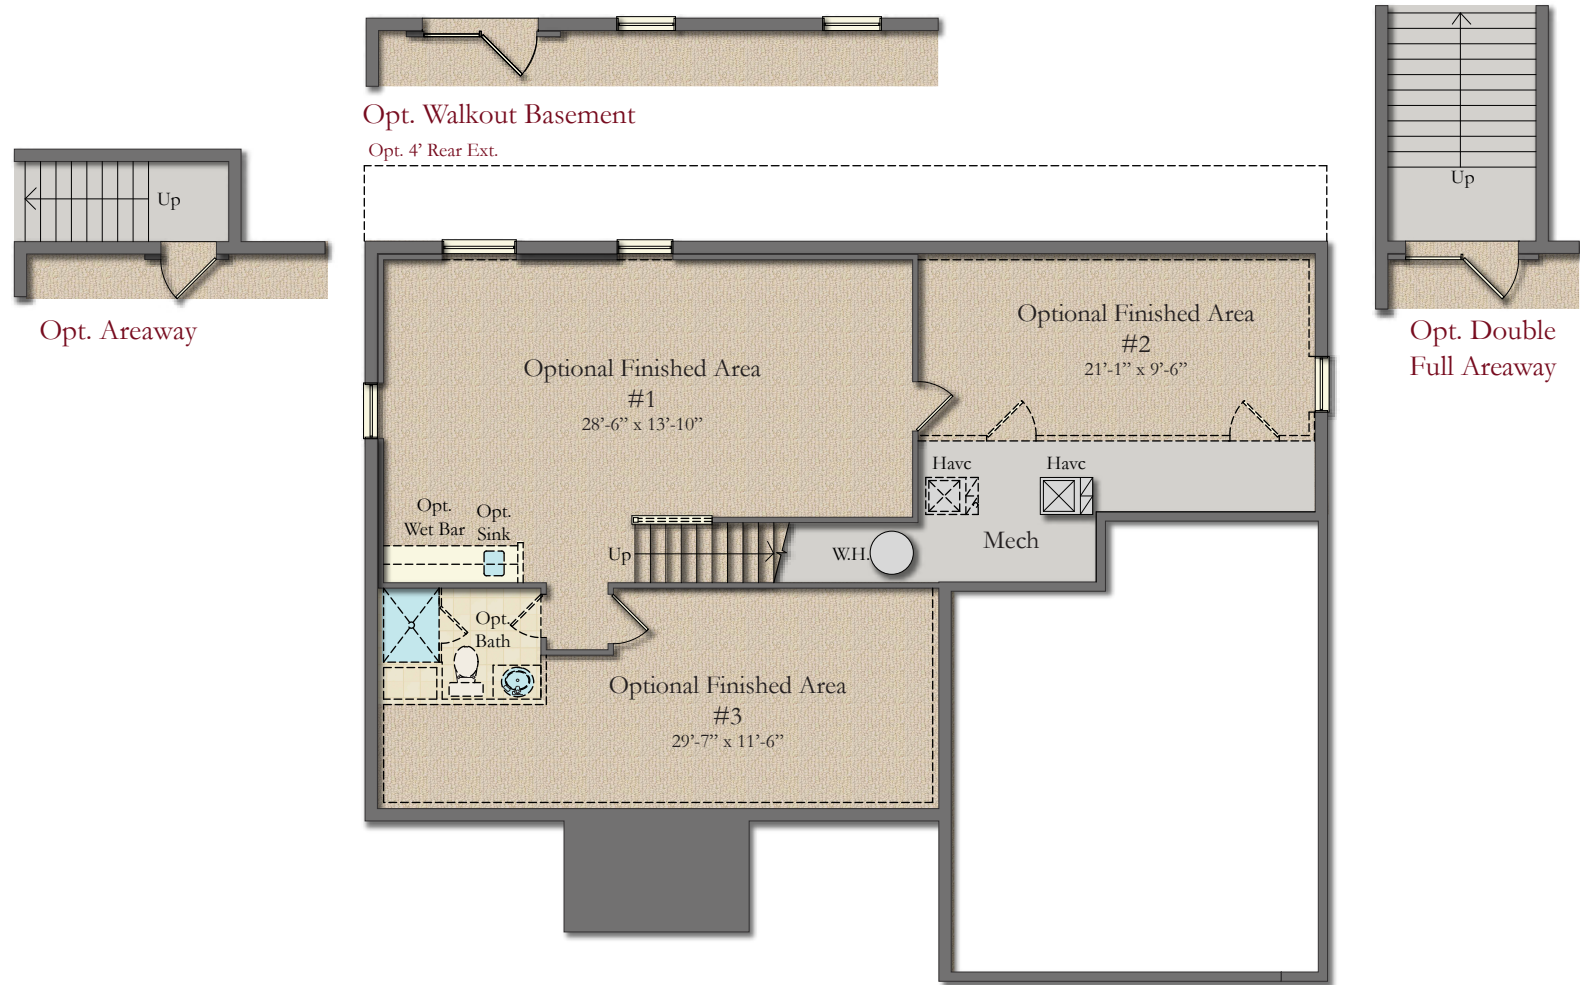 Opt. Walkout Basement
Opt. 4’ Rear Ext.
Up
Opt. Areaway
Up
Opt. Double
Full Areaway
Optional Finished Area
#1
28’-6” x 13’-10”
Optional Finished Area
#2
21’-1” x 9’-6”
Havc
Havc
Opt.
Wet Bar
Opt.
Sink
Up
W.H.
Mech
Opt.
Bath
Optional Finished Area
#3
29’-7” x 11’-6”